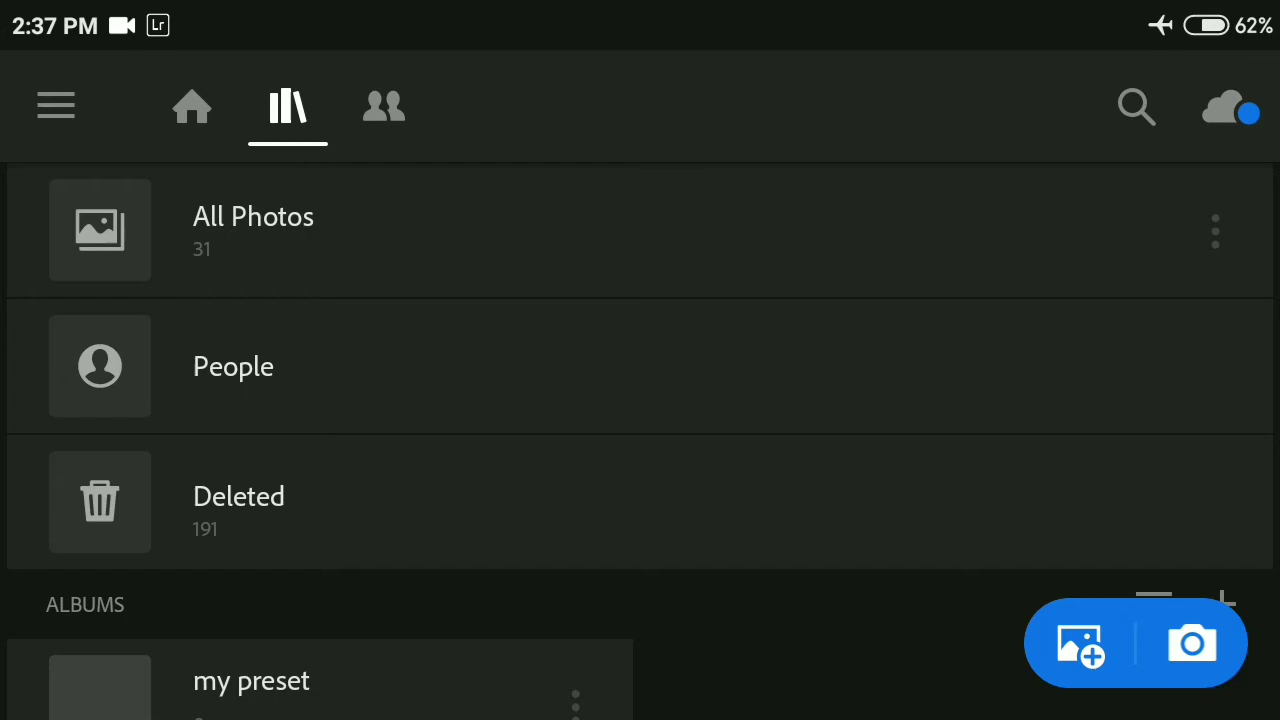 2:37 PM Lr 62%
All Photos
31
People
Deleted
191
ALBUMS
my preset